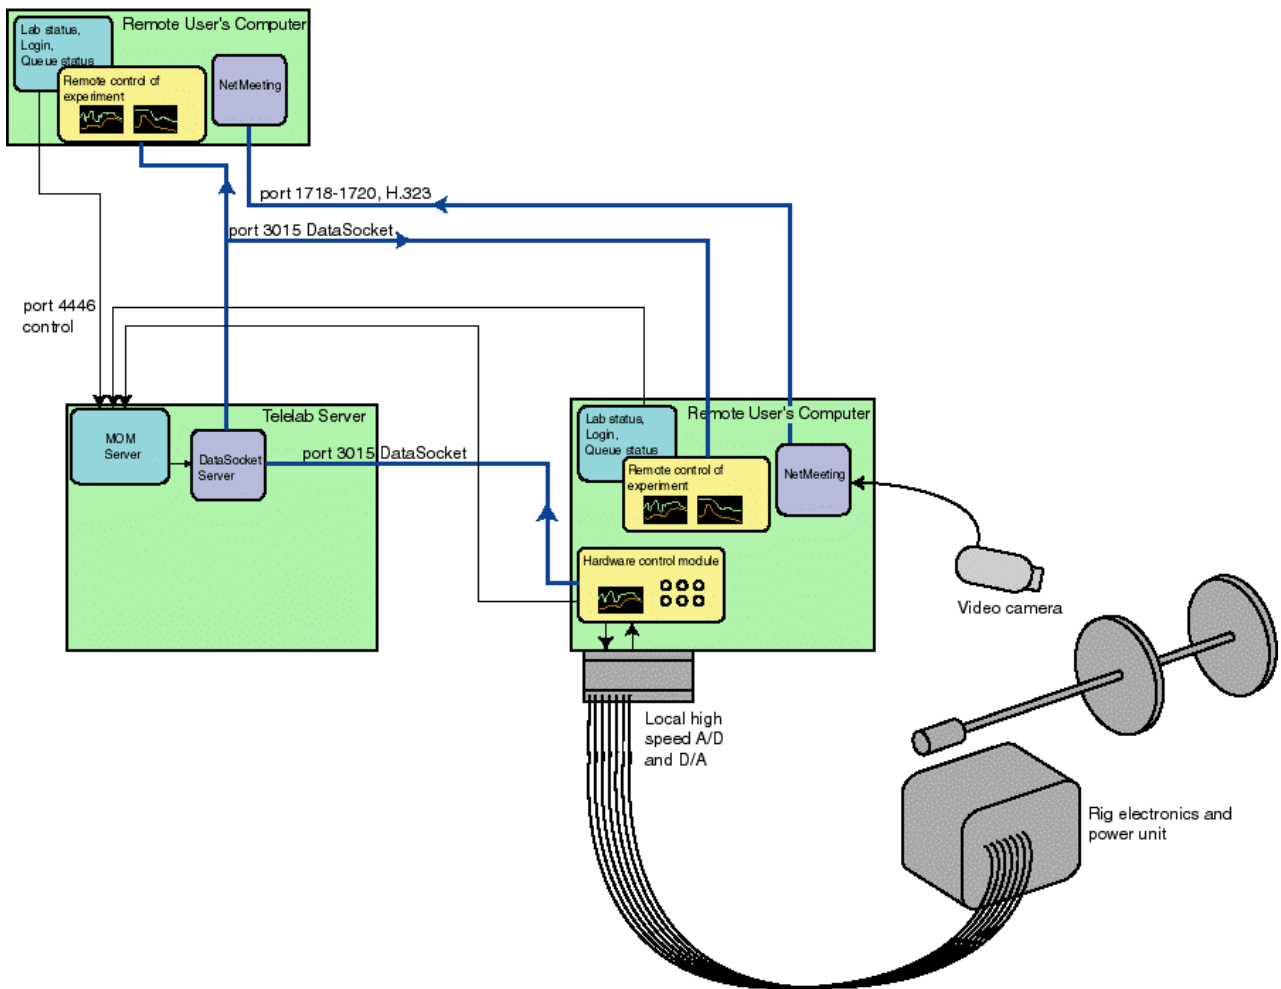 Remote User's Computer
Lab status,
Login,
Queue status
Remote control of
experiment
NetMeeting
port 1718-1720, H.323
port 3015 DataSocket
port 4446
control
Telelab Server
MOM
Server
DataSocket
Server
port 3015 DataSocket
Remote User's Computer
Lab status,
Login,
Queue status
Remote control of
experiment
NetMeeting
Hardware control module
Video camera
Local high
speed A/D
and D/A
Rig electronics and
power unit